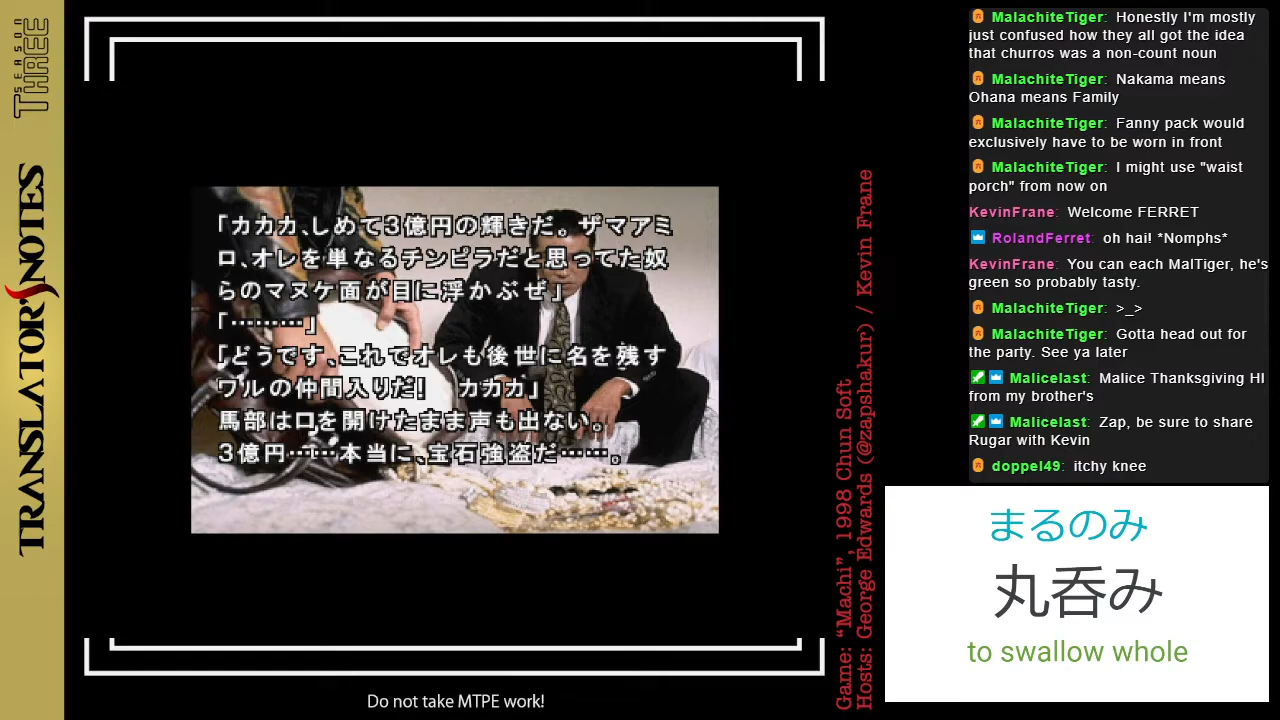 SEASON
THREE
TRANSLATOR'S NOTES
「カカカ、しめて3億円の輝きだ。ザマアミ
ロ、オレを単なるチンピラだと思ってた奴
らのマヌケ面が目に浮かぶぜ」
「………」
「どうです、これでオレも後世に名を残す
ワルの仲間入りだ!　カカカ」
馬部は口を開けたまま声も出ない。
3億円……本当に、宝石強盗だ……。
Do not take MTPE work!
Game: "Machi", 1998 Chun Soft
Hosts: George Edwards (@zapshakur) / Kevin Frane
MalachiteTiger: Honestly I'm mostly
just confused how they all got the idea
that churros was a non-count noun
MalachiteTiger: Nakama means
Ohana means Family
MalachiteTiger: Fanny pack would
exclusively have to be worn in front
MalachiteTiger: I might use "waist
porch" from now on
KevinFrane: Welcome FERRET
RolandFerret: oh hai! *Nomphs*
KevinFrane: You can each MalTiger, he's
green so probably tasty.
MalachiteTiger: >_>
MalachiteTiger: Gotta head out for
the party. See ya later
Malicelast: Malice Thanksgiving HI
from my brother's
Malicelast: Zap, be sure to share
Rugar with Kevin
doppel49: itchy knee
まるのみ
丸呑み
to swallow whole